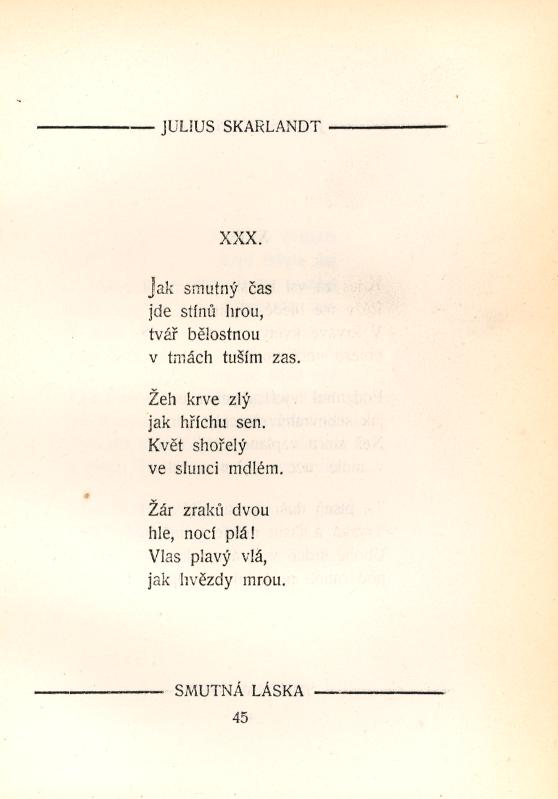 JULIUS SKARLANDT
XXX.
Jak smutný čas
jde stínů hrou,
tvář bělostnou
v tmách tuším zas.
Žeh krve zlý
jak hříchu sen.
Květ shořelý
ve slunci mdlém.
Žár zraků dvou
hle, nocí plá!
Vlas plavý vlá,
jak hvězdy mrou.
SMUTNÁ LÁSKA
45